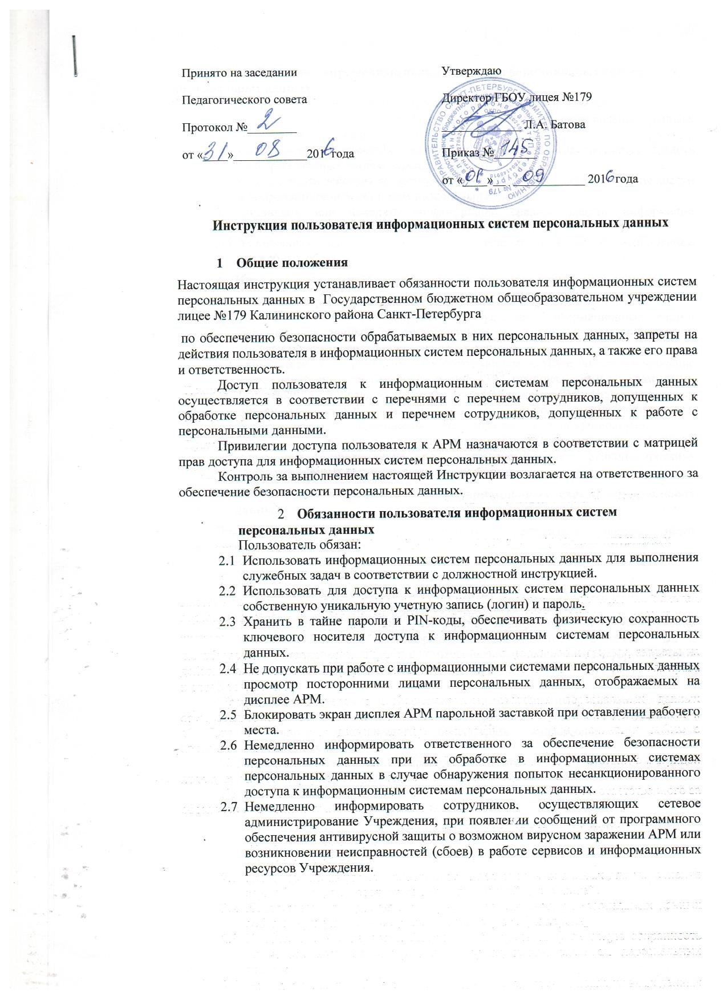 Принято на заседании
Педагогического совета
Протокол № 2
от «31» 08 2016 года
Утверждаю
Директор ГБОУ лицея №179
Л.А. Батова
Приказ № 145
от «01» 09 2016 года
Инструкция пользователя информационных систем персональных данных
1 Общие положения
Настоящая инструкция устанавливает обязанности пользователя информационных систем
персональных данных в Государственном бюджетном общеобразовательном учреждении
лицее №179 Калининского района Санкт-Петербурга
по обеспечению безопасности обрабатываемых в них персональных данных, запреты на
действия пользователя в информационных систем персональных данных, а также его права
и ответственность.
Доступ пользователя к информационным системам персональных данных
осуществляется в соответствии с перечнями с перечнем сотрудников, допущенных к
обработке персональных данных и перечнем сотрудников, допущенных к работе с
персональными данными.
Привилегии доступа пользователя к АРМ назначаются в соответствии с матрицей
прав доступа для информационных систем персональных данных.
Контроль за выполнением настоящей Инструкции возлагается на ответственного за
обеспечение безопасности персональных данных.
2 Обязанности пользователя информационных систем
персональных данных
Пользователь обязан:
2.1 Использовать информационных систем персональных данных для выполнения
служебных задач в соответствии с должностной инструкцией.
2.2 Использовать для доступа к информационных систем персональных данных
собственную уникальную учетную запись (логин) и пароль.
2.3 Хранить в тайне пароли и PIN-коды, обеспечивать физическую сохранность
ключевого носителя доступа к информационным системам персональных
данных.
2.4 Не допускать при работе с информационными системами персональных данных
просмотр посторонними лицами персональных данных, отображаемых на
дисплее АРМ.
2.5 Блокировать экран дисплея АРМ парольной заставкой при оставлении рабочего
места.
2.6 Немедленно информировать ответственного за обеспечение безопасности
персональных данных при их обработке в информационных системах
персональных данных в случае обнаружения попыток несанкционированного
доступа к информационным системам персональных данных.
2.7 Немедленно информировать сотрудников, осуществляющих сетевое
администрирование Учреждения, при появлении сообщений от программного
обеспечения антивирусной защиты о возможном вирусном заражении АРМ или
возникновении неисправностей (сбоев) в работе сервисов и информационных
ресурсов Учреждения.
ПРАВИТЕЛЬСТВО САНКТ-ПЕТЕРБУРГА КОМИТЕТ ПО ОБРАЗОВАНИЮ